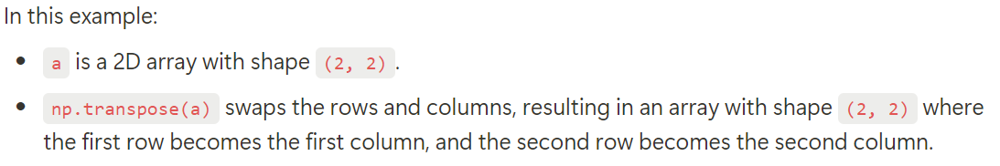 In this example:
• a is a 2D array with shape (2, 2).
• np.transpose(a) swaps the rows and columns, resulting in an array with shape (2, 2) where
the first row becomes the first column, and the second row becomes the second column.